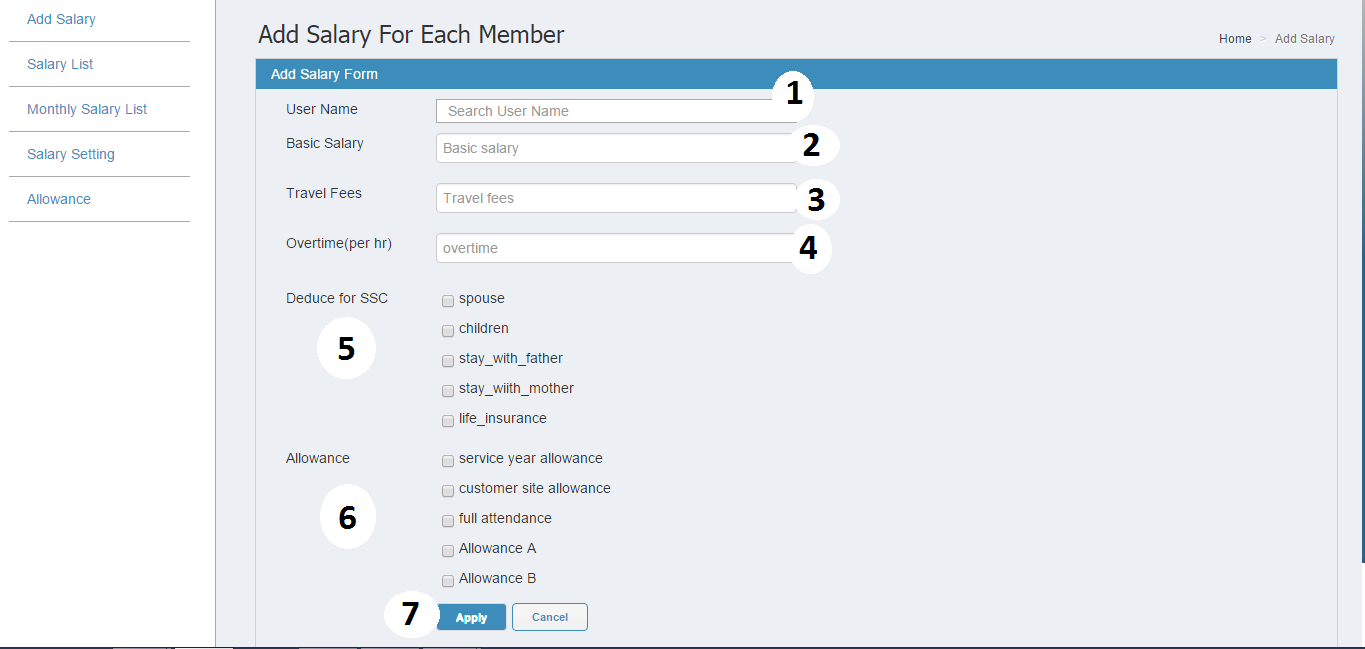 Add Salary
Salary List
Monthly Salary List
Salary Setting
Allowance
Add Salary For Each Member
Home > Add Salary
Add Salary Form
User Name
Search User Name
1
Basic Salary
Basic salary
2
Travel Fees
Travel fees
3
Overtime(per hr)
overtime
4
Deduce for SSC
5
spouse
children
stay_with_father
stay_wiith_mother
life_insurance
Allowance
6
service year allowance
customer site allowance
full attendance
Allowance A
Allowance B
7
Apply
Cancel